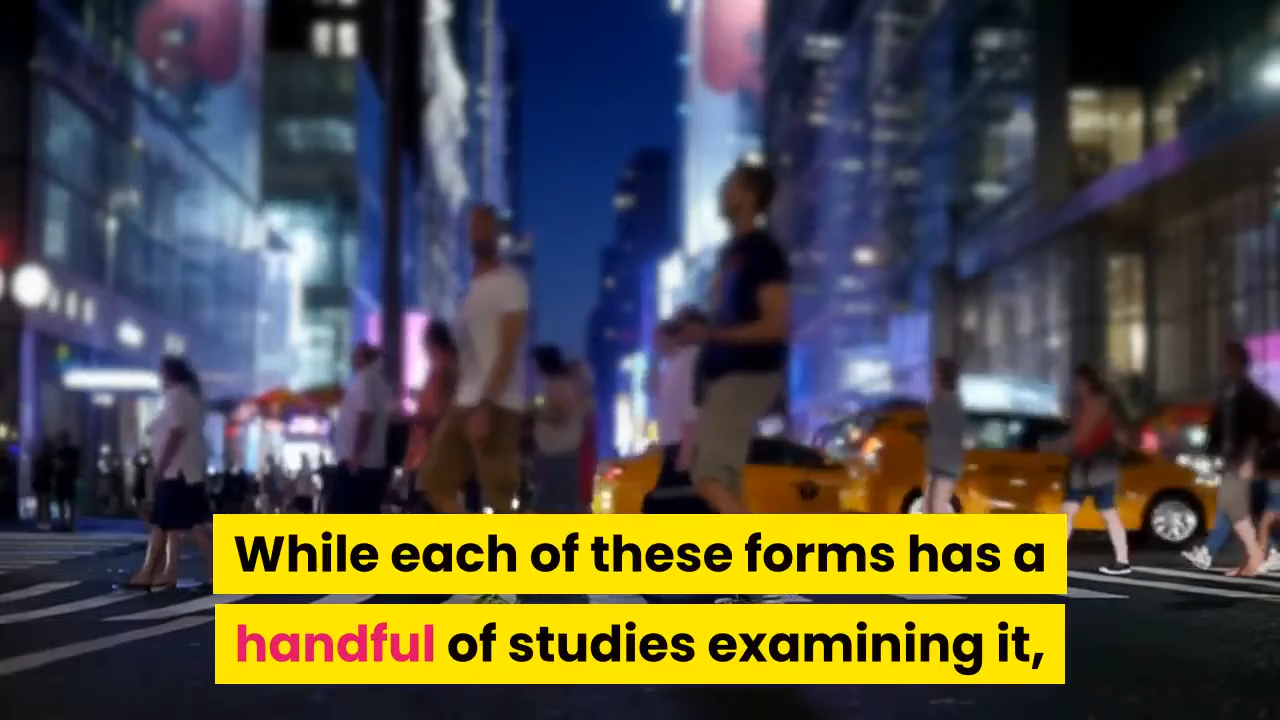 While each of these forms has a
handful of studies examining it,